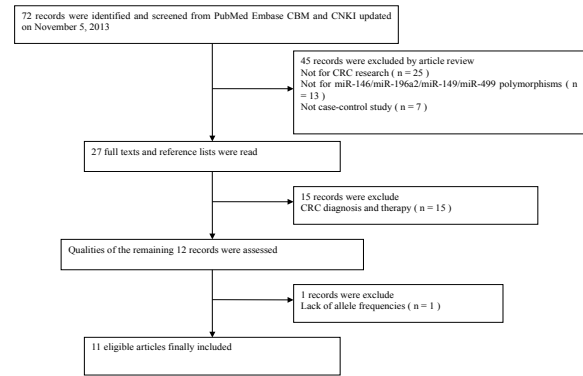 72 records were identified and screened from PubMed Embase CBM and CNKI updated
on November 5, 2013
45 records were excluded by article review
Not for CRC research ( n = 25 )
Not for miR-146/miR-196a2/miR-149/miR-499 polymorphisms ( n
= 13 )
Not case-control study ( n = 7 )
27 full texts and reference lists were read
15 records were exclude
CRC diagnosis and therapy ( n = 15 )
Qualities of the remaining 12 records were assessed
1 records were exclude
Lack of allele frequencies ( n = 1 )
11 eligible articles finally included